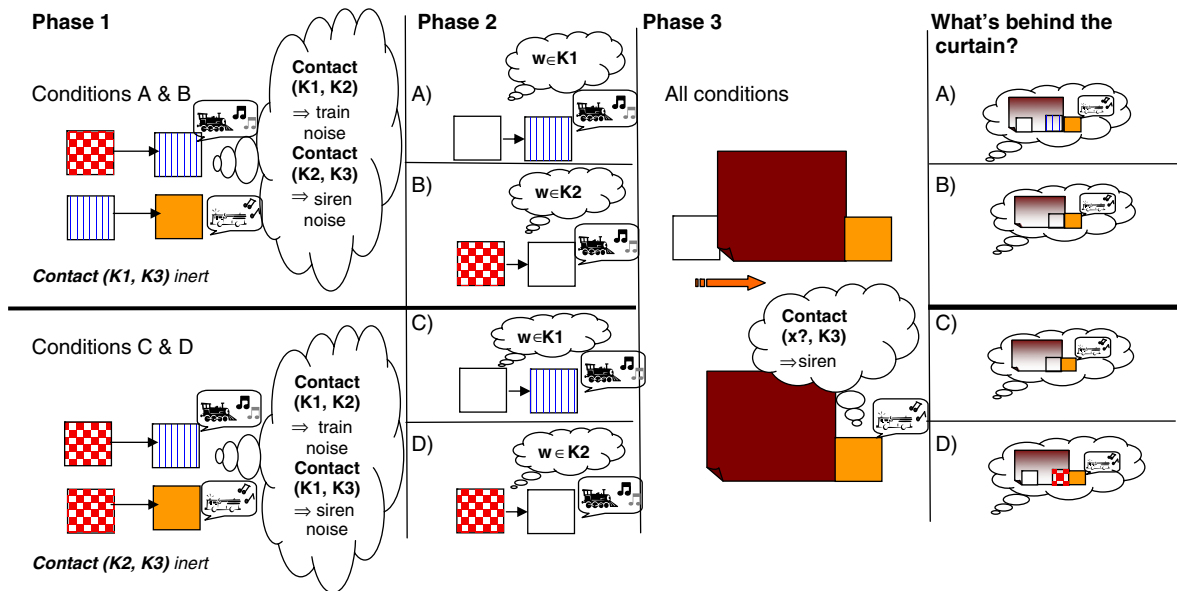 Phase 1
Phase 2
Phase 3
What's behind the
curtain?
Conditions A & B
Contact
(K1, K2)
⇒ train
noise
Contact
(K2, K3)
⇒ siren
noise
Contact (K1, K3) inert
A)
w∈K1
B)
w∈K2
All conditions
A)
B)
Conditions C & D
Contact
(K1, K2)
⇒ train
noise
Contact
(K1, K3)
⇒ siren
noise
Contact (K2, K3) inert
C)
w∈K1
D)
w∈K2
Contact
(x?, K3)
⇒siren
C)
D)